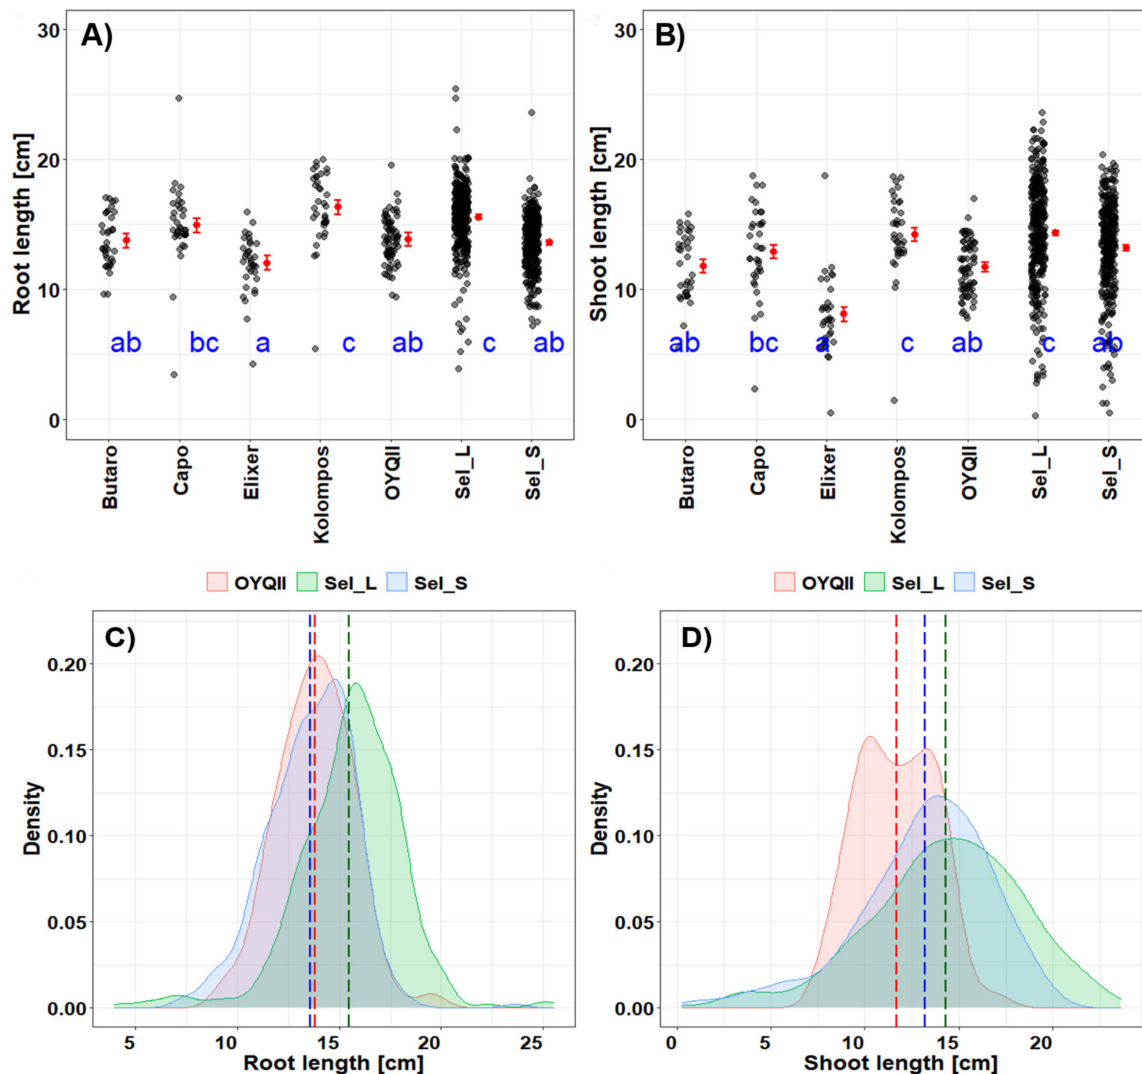 A)
B)
Root length [cm]
30
20
10
0
ab
bc
a
c
ab
c
ab
Butaro
Capo
Elixer
Kolompos
OYQII
Sel_L
Sel_S
Shoot length [cm]
30
20
10
0
ab
bc
a
c
ab
c
ab
Butaro
Capo
Elixer
Kolompos
OYQII
Sel_L
Sel_S
OYQII Sel_L Sel_S
C)
Density
0.20
0.15
0.10
0.05
0.00
5 10 15 20 25
Root length [cm]
OYQII Sel_L Sel_S
D)
Density
0.20
0.15
0.10
0.05
0.00
0 5 10 15 20
Shoot length [cm]